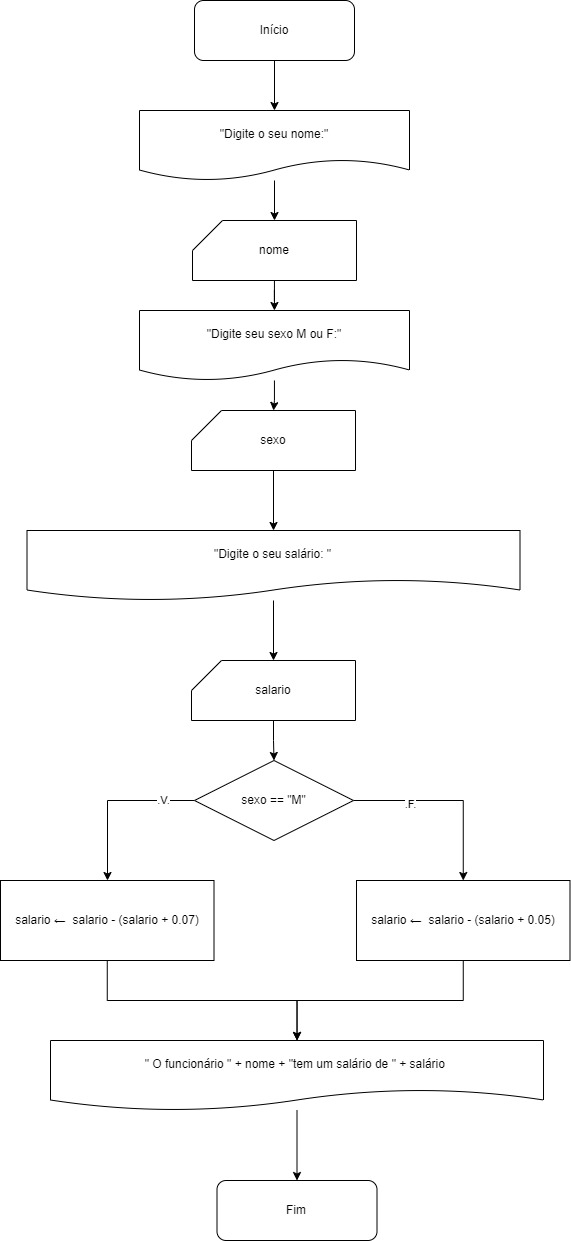 Início
"Digite o seu nome:"
nome
"Digite seu sexo M ou F:"
sexo
"Digite o seu salário: "
salario
sexo == "M"
.V.
.F.
salario ← salario - (salario + 0.07)
salario ← salario - (salario + 0.05)
" O funcionário " + nome + "tem um salário de " + salário
Fim